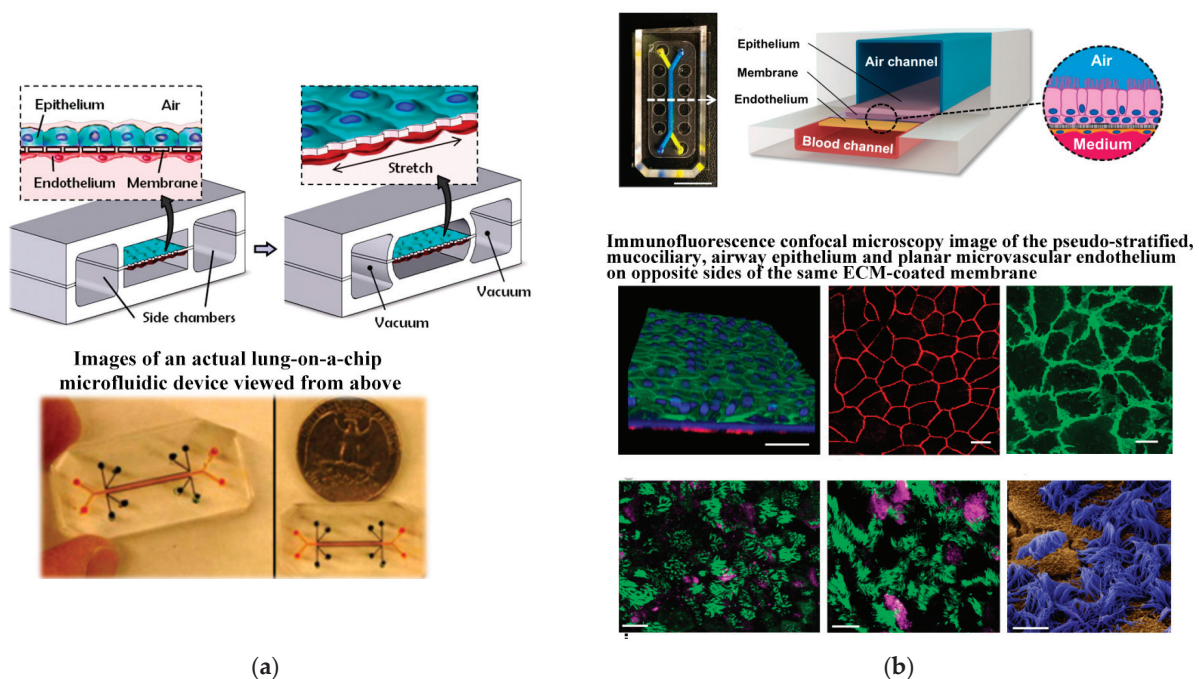 Epithelium
Air
Endothelium
Membrane
Stretch
Side chambers
Vacuum
Vacuum
Images of an actual lung-on-a-chip
microfluidic device viewed from above
(a)
Epithelium
Membrane
Endothelium
Air channel
Blood channel
Air
Medium
Immunofluorescence confocal microscopy image of the pseudo-stratified,
mucociliary, airway epithelium and planar microvascular endothelium
on opposite sides of the same ECM-coated membrane
(b)